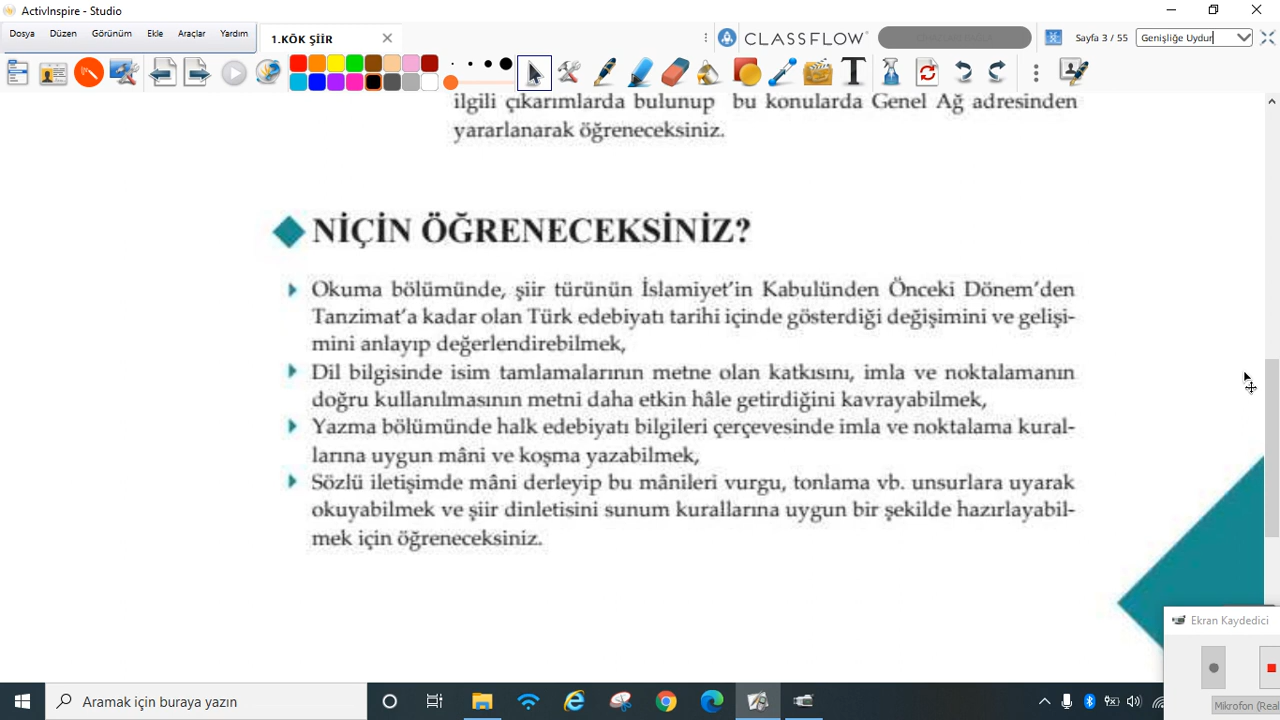 ActivInspire - Studio
Dosya Düzen Görünüm Ekle Araçlar Yardım
1.KÖK ŞİİR
CLASSFLOW
Sayfa 3 / 55
Genişliğe Uydur
ilgili çıkarımlarda bulunup bu konularda Genel Ağ adresinden
yararlanarak öğreneceksiniz.
NİÇİN ÖĞRENECEKSİNİZ?
Okuma bölümünde, şiir türünün İslamiyet’in Kabulünden Önceki Dönem’den
Tanzimat’a kadar olan Türk edebiyatı tarihi içinde gösterdiği değişimini ve gelişi-
mini anlayıp değerlendirebilmek,
Dil bilgisinde isim tamlamalarının metne olan katkısını, imla ve noktalamanın
doğru kullanılmasının metni daha etkin hâle getirdiğini kavrayabilmek,
Yazma bölümünde halk edebiyatı bilgileri çerçevesinde imla ve noktalama kural-
larına uygun mâni ve koşma yazabilmek,
Sözlü iletişimde mâni derleyip bu mânileri vurgu, tonlama vb. unsurlara uyarak
okuyabilmek ve şiir dinletisini sunum kurallarına uygun bir şekilde hazırlayabil-
mek için öğreneceksiniz.
Ekran Kaydedici
Mikrofon (Real
Aramak için buraya yazın